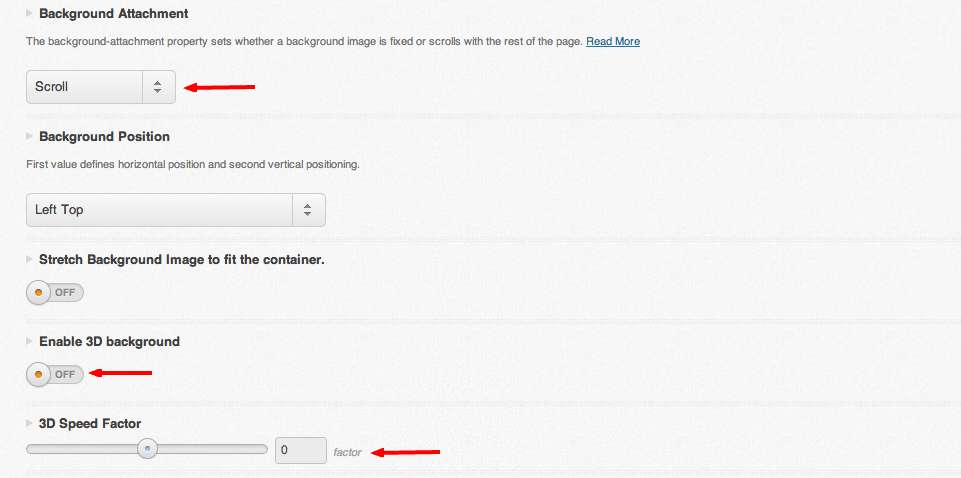 Background Attachment
The background-attachment property sets whether a background image is fixed or scrolls with the rest of the page. Read More
Scroll
Background Position
First value defines horizontal position and second vertical positioning.
Left Top
Stretch Background Image to fit the container.
OFF
Enable 3D background
OFF
3D Speed Factor
0 factor